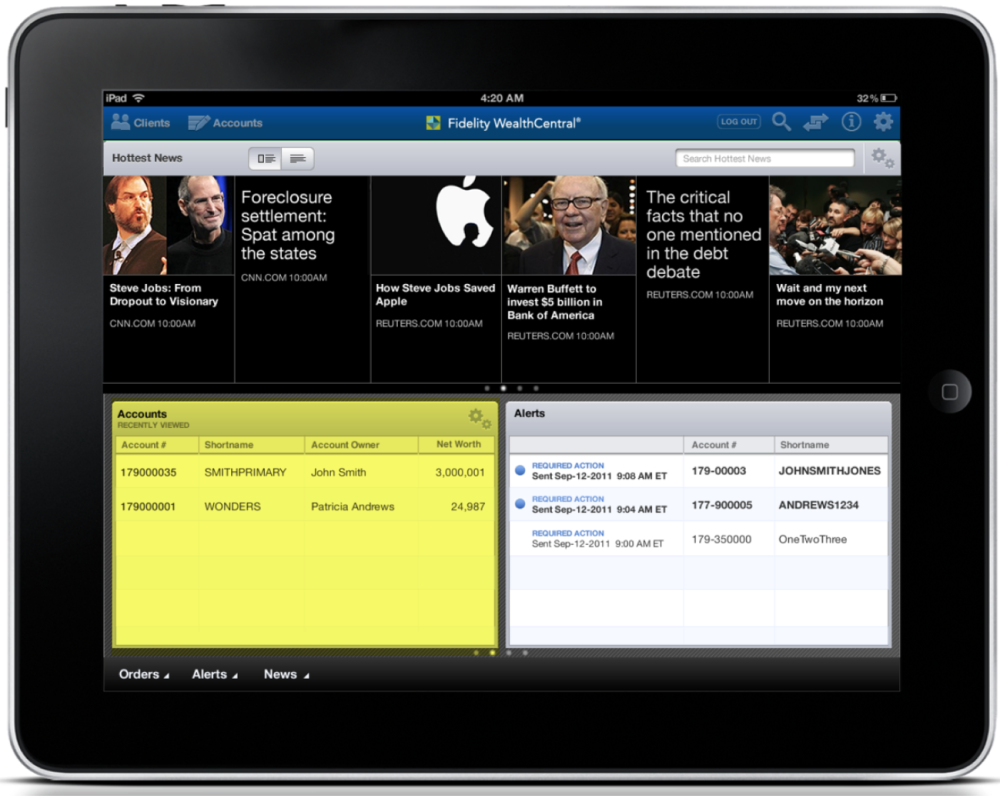 iPad 4:20 AM 32%
Clients Accounts Fidelity WealthCentral® LOG OUT
Hottest News Search Hottest News
Steve Jobs: From
Dropout to Visionary
CNN.COM 10:00AM
Foreclosure
settlement:
Spat among
the states
CNN.COM 10:00AM
How Steve Jobs Saved
Apple
REUTERS.COM 10:00AM
Warren Buffett to
invest $5 billion in
Bank of America
REUTERS.COM 10:00AM
The critical
facts that no
one mentioned
in the debt
debate
REUTERS.COM 10:00AM
Wait and my next
move on the horizon
REUTERS.COM 10:00AM
Accounts
RECENTLY VIEWED
Account # Shortname Account Owner Net Worth
179000035 SMITHPRIMARY John Smith 3,000,001
179000001 WONDERS Patricia Andrews 24,987
Alerts
Account # Shortname
REQUIRED ACTION
Sent Sep-12-2011 9:08 AM ET 179-00003 JOHNSMITHJONES
REQUIRED ACTION
Sent Sep-12-2011 9:04 AM ET 177-900005 ANDREWS1234
REQUIRED ACTION
Sent Sep-12-2011 9:00 AM ET 179-350000 OneTwoThree
Orders Alerts News